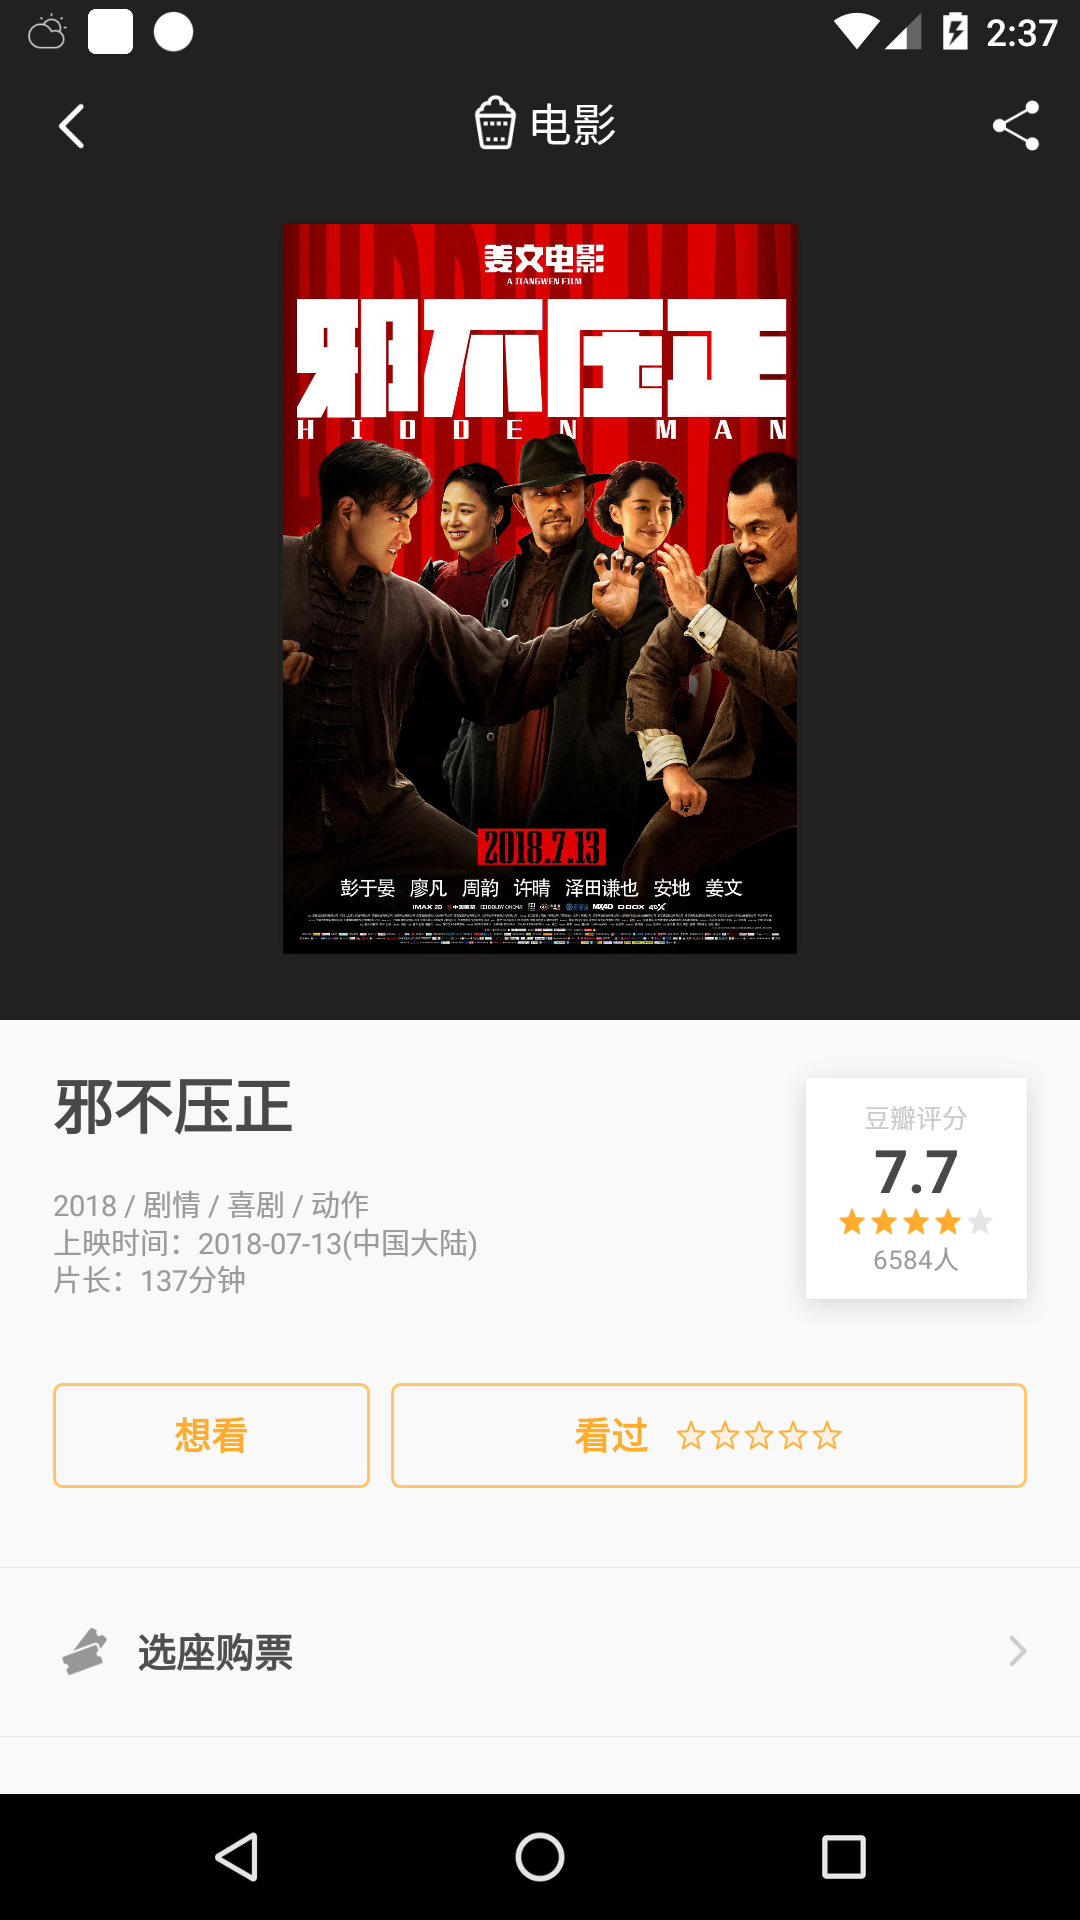 2:37
电影
姜文电影
A JIANGWEN FILM
邪不压正
HIDDEN MAN
2018.7.13
彭于晏 廖凡 周韵 许晴 泽田谦也 安地 姜文
邪不压正
豆瓣评分
7.7
6584人
2018 / 剧情 / 喜剧 / 动作
上映时间：2018-07-13(中国大陆)
片长：137分钟
想看
看过
选座购票